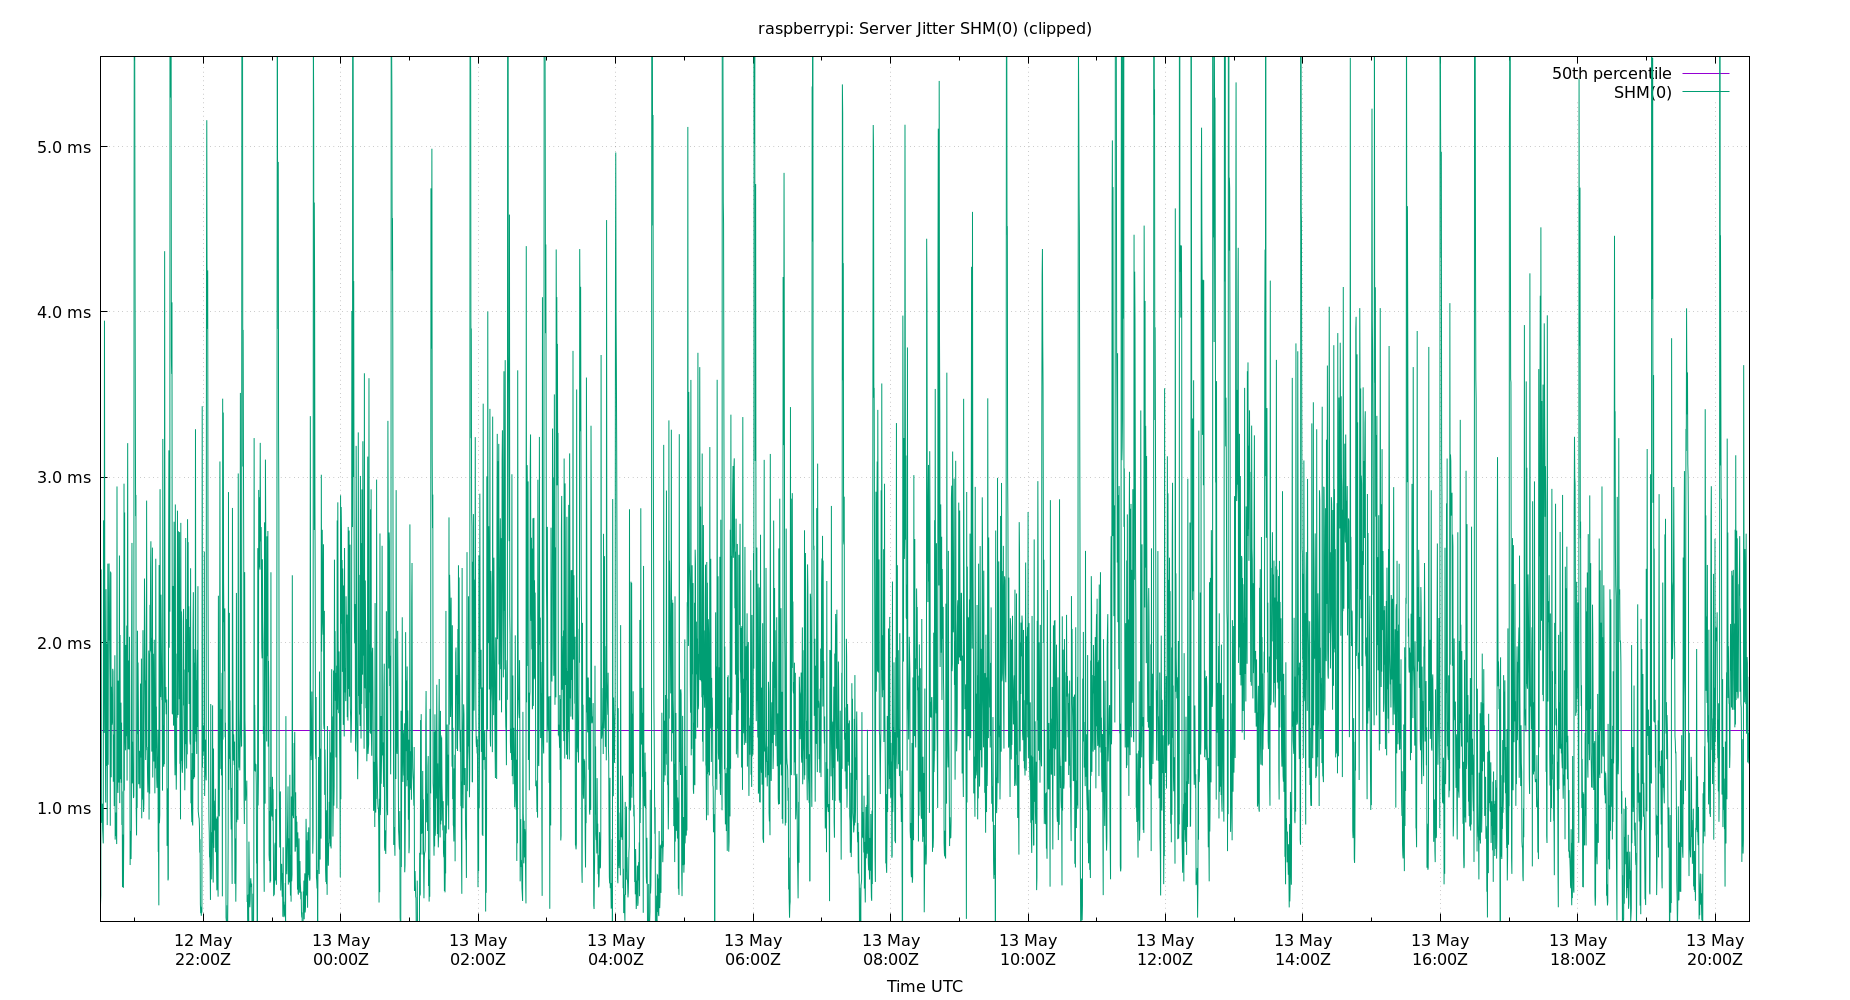 raspberrypi: Server Jitter SHM(0) (clipped)
50th percentile
SHM(0)
5.0 ms
4.0 ms
3.0 ms
2.0 ms
1.0 ms
12 May 13 May 13 May 13 May 13 May 13 May 13 May 13 May 13 May 13 May 13 May 13 May
22:00Z 00:00Z 02:00Z 04:00Z 06:00Z 08:00Z 10:00Z 12:00Z 14:00Z 16:00Z 18:00Z 20:00Z
Time UTC